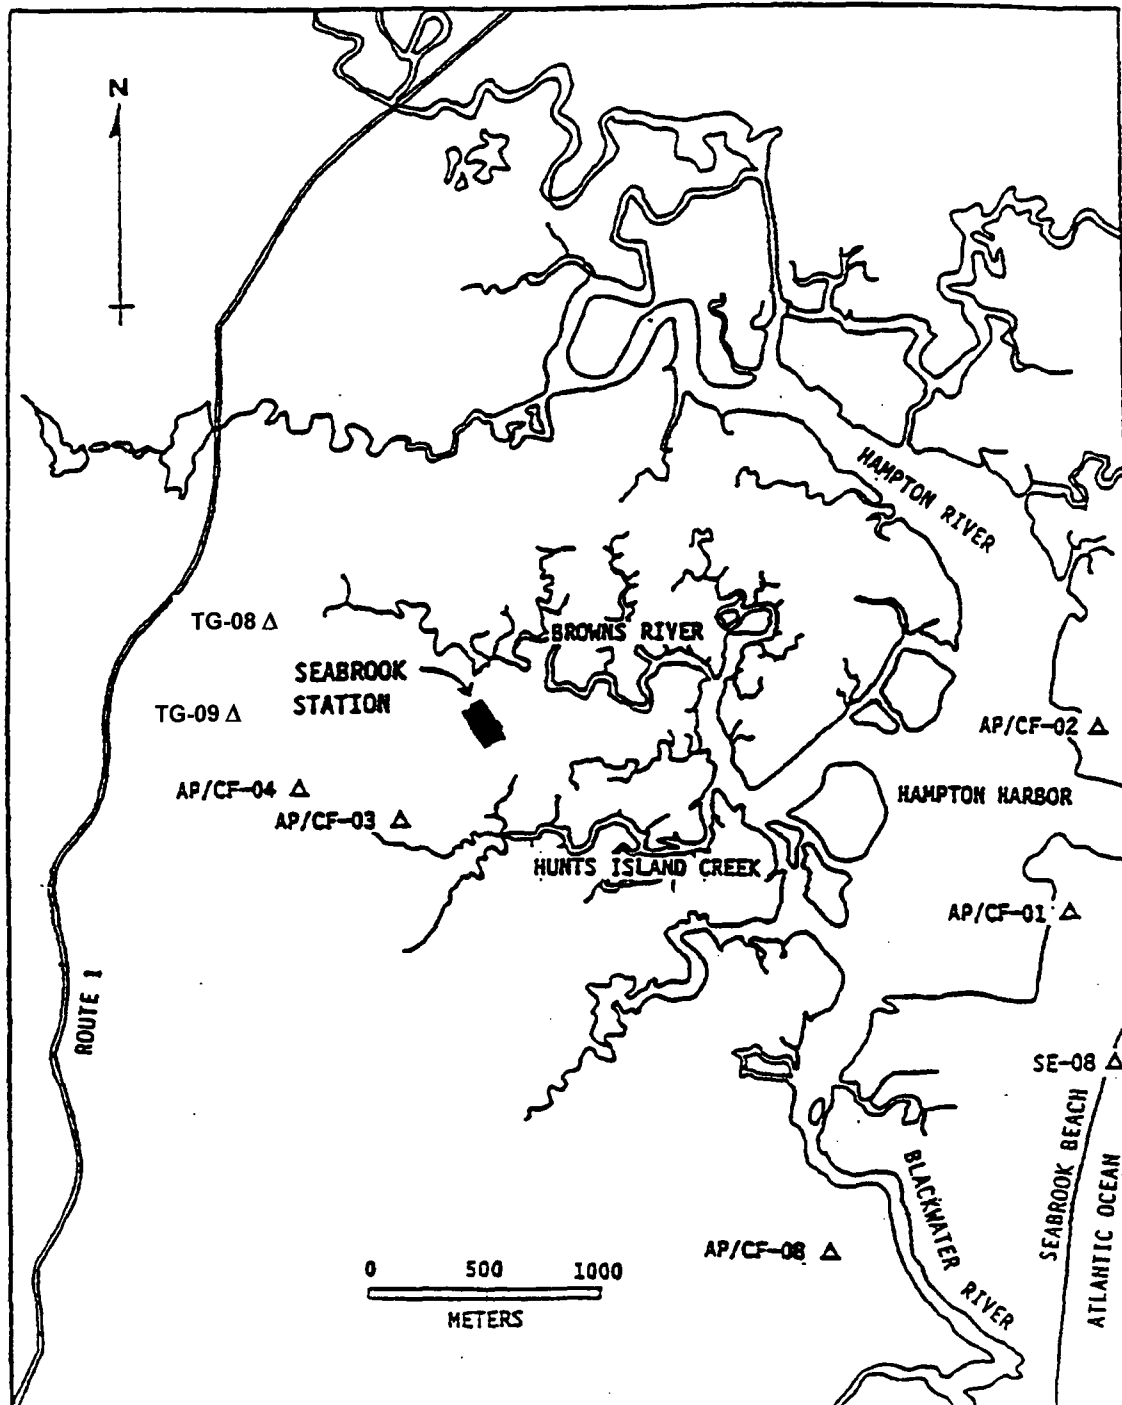 N
HAMPTON RIVER
TG-08
BROWNS RIVER
SEABROOK
STATION
TG-09
AP/CF-02
AP/CF-04
HAMPTON HARBOR
AP/CF-03
HUNTS ISLAND CREEK
AP/CF-01
ROUTE 1
SE-08
SEABROOK BEACH
ATLANTIC OCEAN
BLACKWATER RIVER
AP/CF-08
0 500 1000
METERS